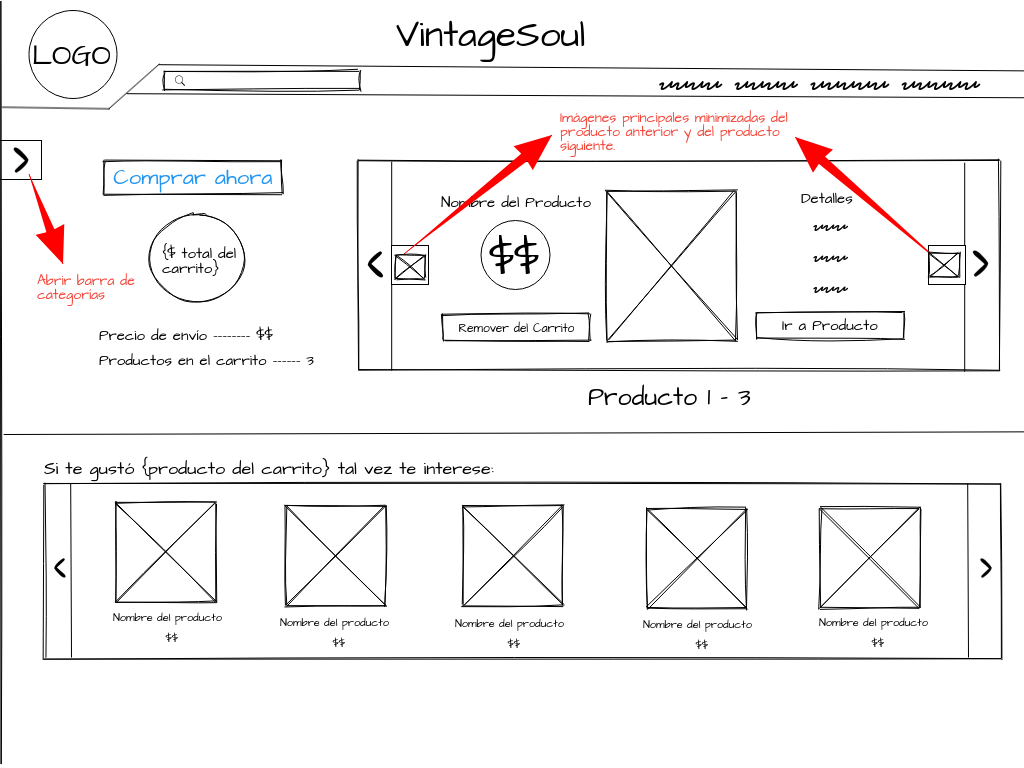 LOGO
VintageSoul
Imágenes principales minimizadas del
producto anterior y del producto
siguiente.
Comprar ahora
{$ total del
carrito}
Abrir barra de
categorías
Precio de envío -------- $$
Productos en el carrito ------ 3
Nombre del Producto
$$
Remover del Carrito
Detalles
Ir a Producto
Producto 1 - 3
Si te gustó {producto del carrito} tal vez te interese:
Nombre del producto
$$
Nombre del producto
$$
Nombre del producto
$$
Nombre del producto
$$
Nombre del producto
$$